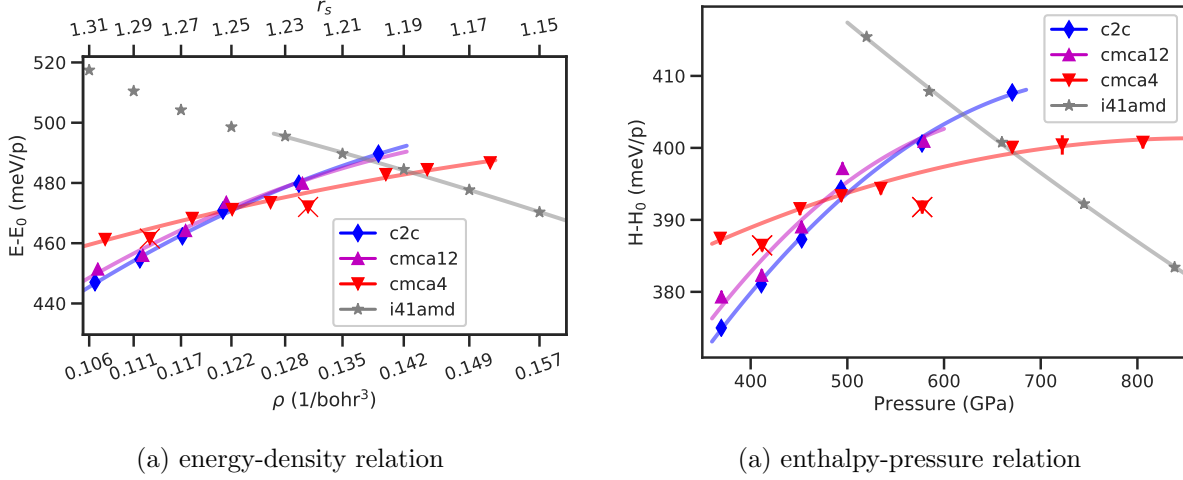 r_s
1.31 1.29 1.27 1.25 1.23 1.21 1.19 1.17 1.15
E-E₀ (meV/p)
520
500
480
460
440
c2c
cmca12
cmca4
i41amd
0.106 0.111 0.117 0.122 0.128 0.135 0.142 0.149 0.157
ρ (1/bohr³)
(a) energy-density relation
H-H₀ (meV/p)
410
400
390
380
c2c
cmca12
cmca4
i41amd
400 500 600 700 800
Pressure (GPa)
(a) enthalpy-pressure relation